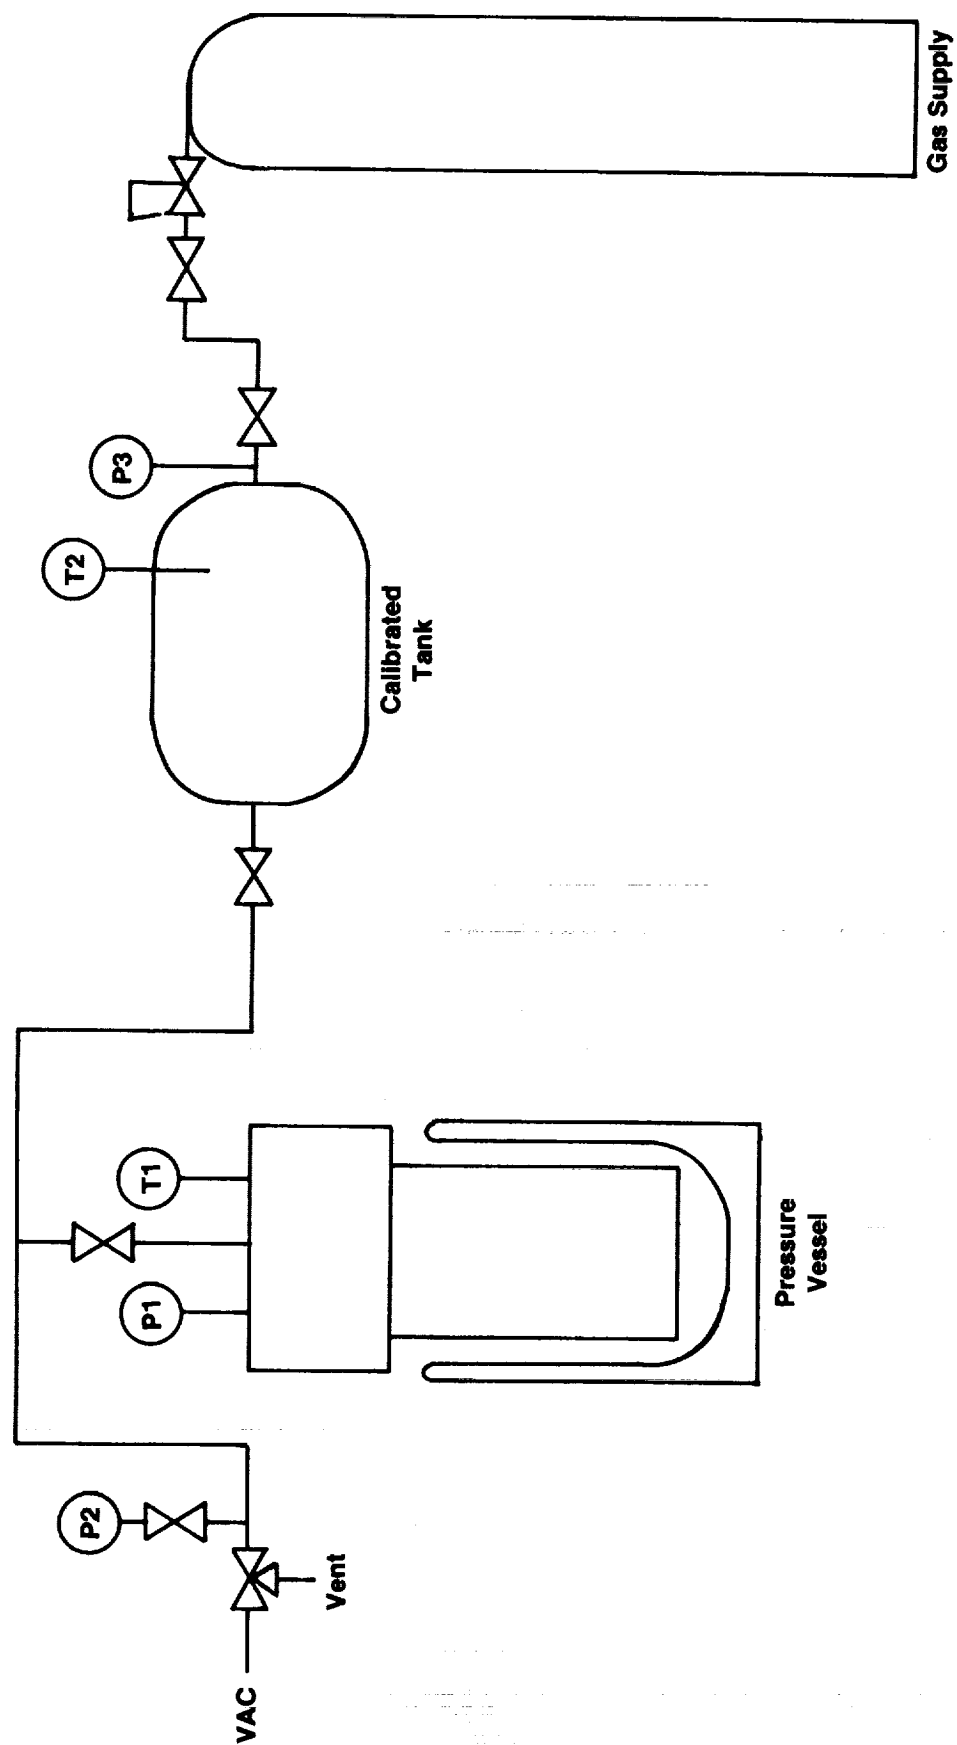 VAC
Vent
P2
P1
T1
Pressure
Vessel
Calibrated
Tank
T2
P3
Gas Supply